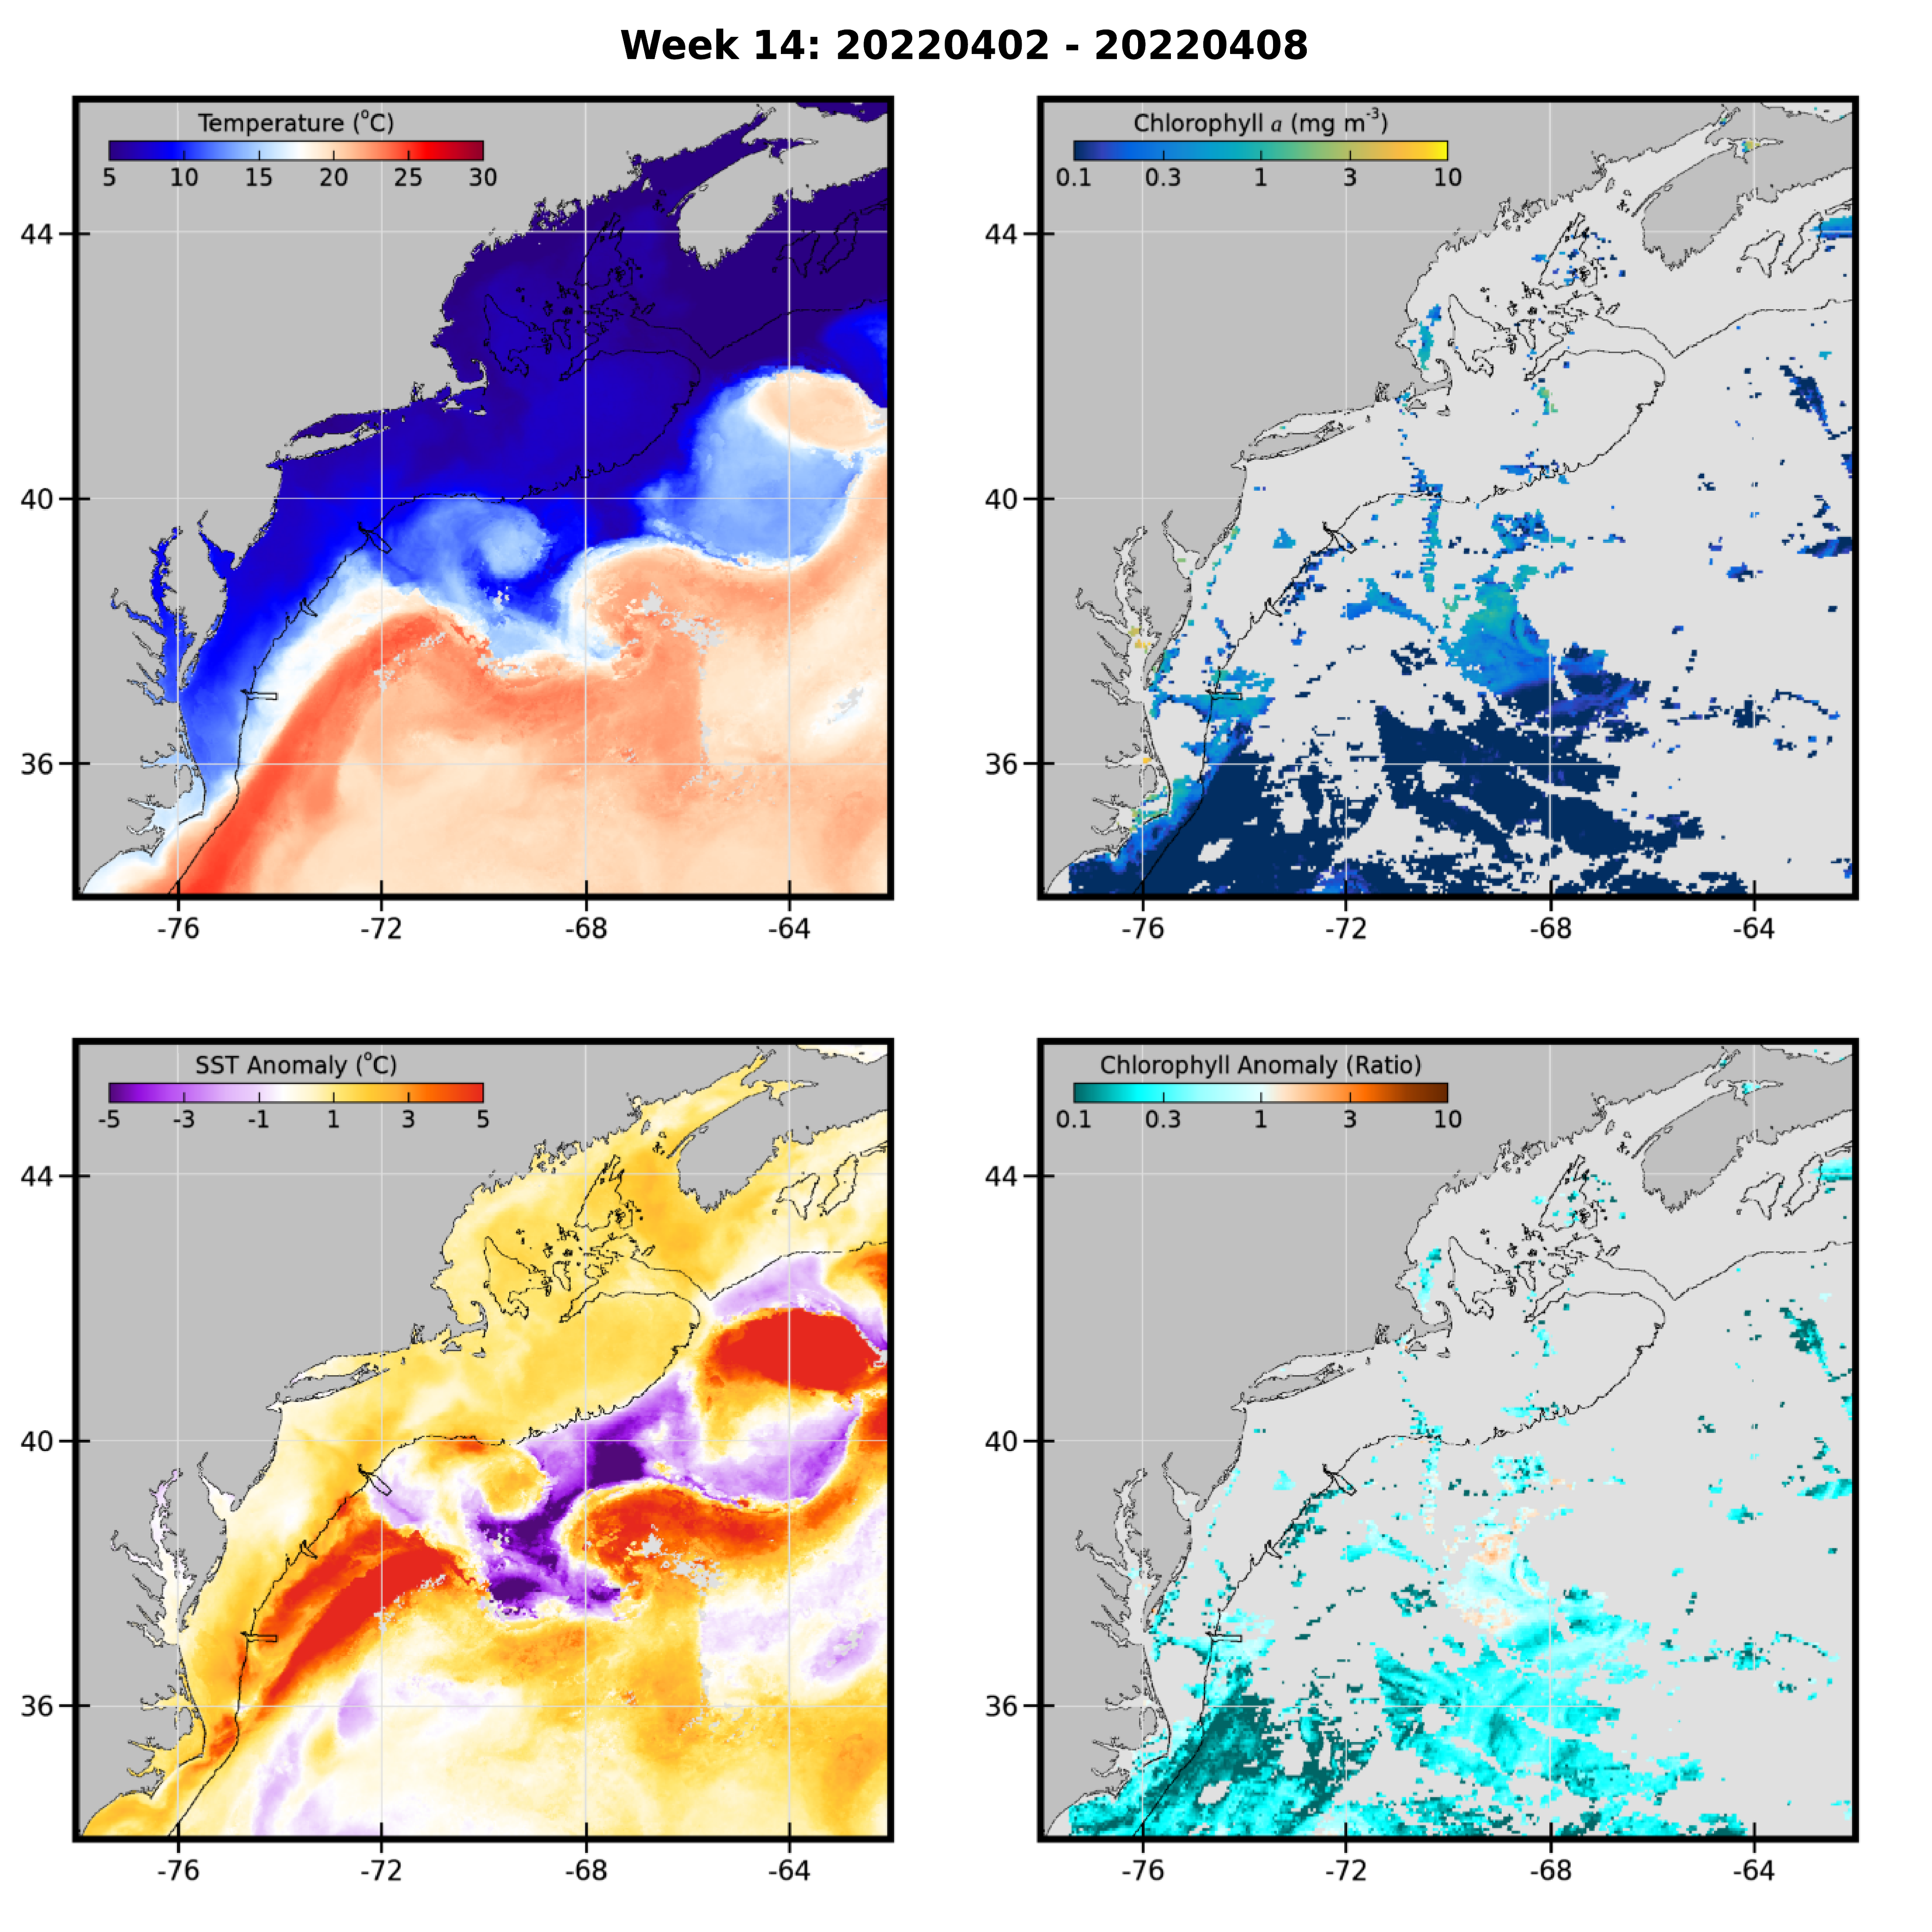 Week 14: 20220402 - 20220408
Temperature (°C)
5 10 15 20 25 30
44
40
36
-76 -72 -68 -64
Chlorophyll a (mg m⁻³)
0.1 0.3 1 3 10
44
40
36
-76 -72 -68 -64
SST Anomaly (°C)
-5 -3 -1 1 3 5
44
40
36
-76 -72 -68 -64
Chlorophyll Anomaly (Ratio)
0.1 0.3 1 3 10
44
40
36
-76 -72 -68 -64